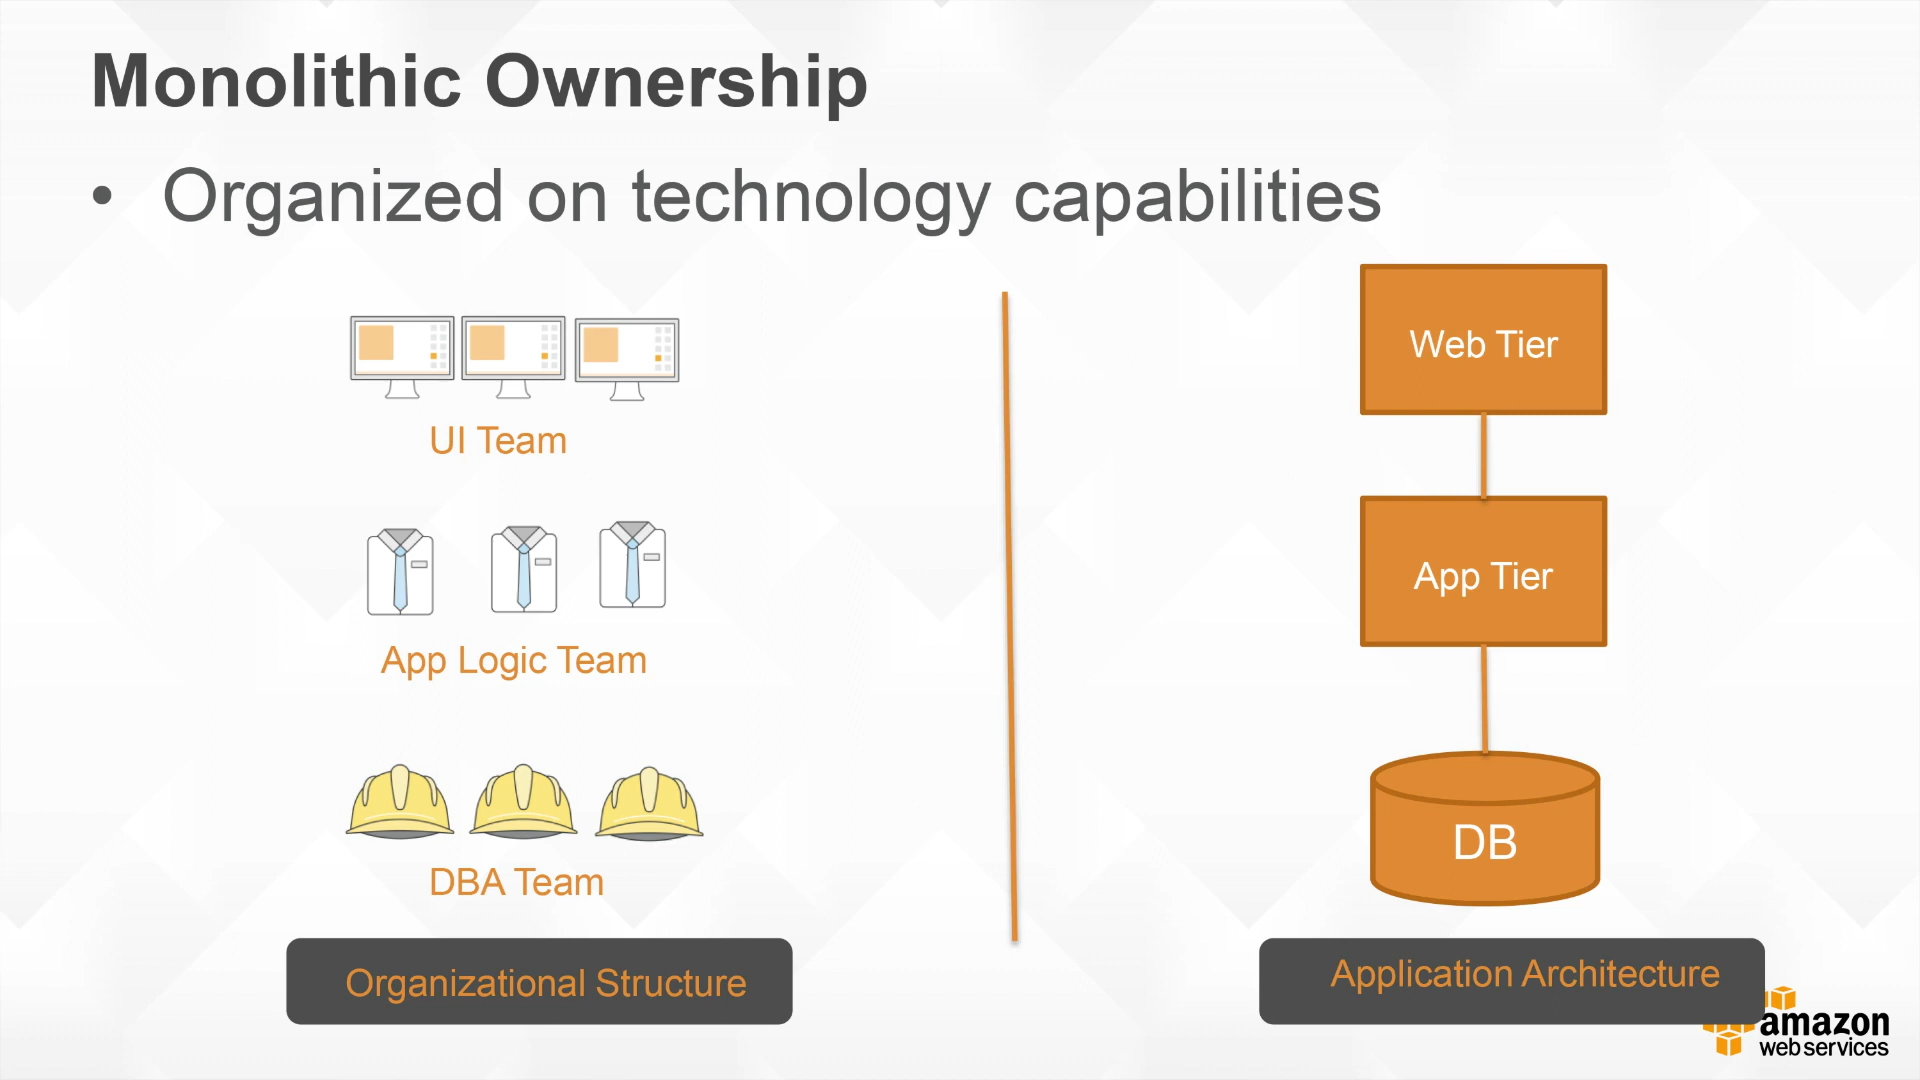 Monolithic Ownership
• Organized on technology capabilities
UI Team
App Logic Team
DBA Team
Organizational Structure
Web Tier
App Tier
DB
Application Architecture
amazon
web services